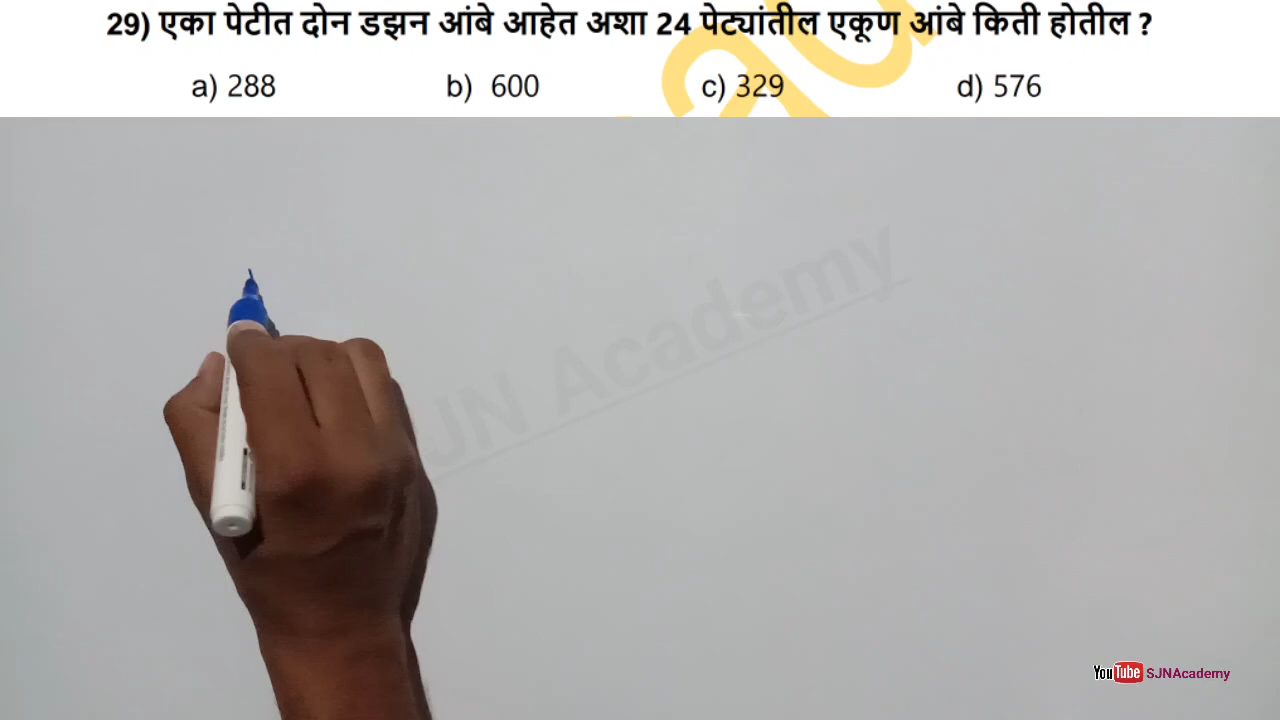 29) एका पेटीत दोन डझन आंबे आहेत अशा 24 पेट्यांतील एकूण आंबे किती होतील ?
a) 288 b) 600 c) 329 d) 576
SJN Academy
YouTube SJNAcademy